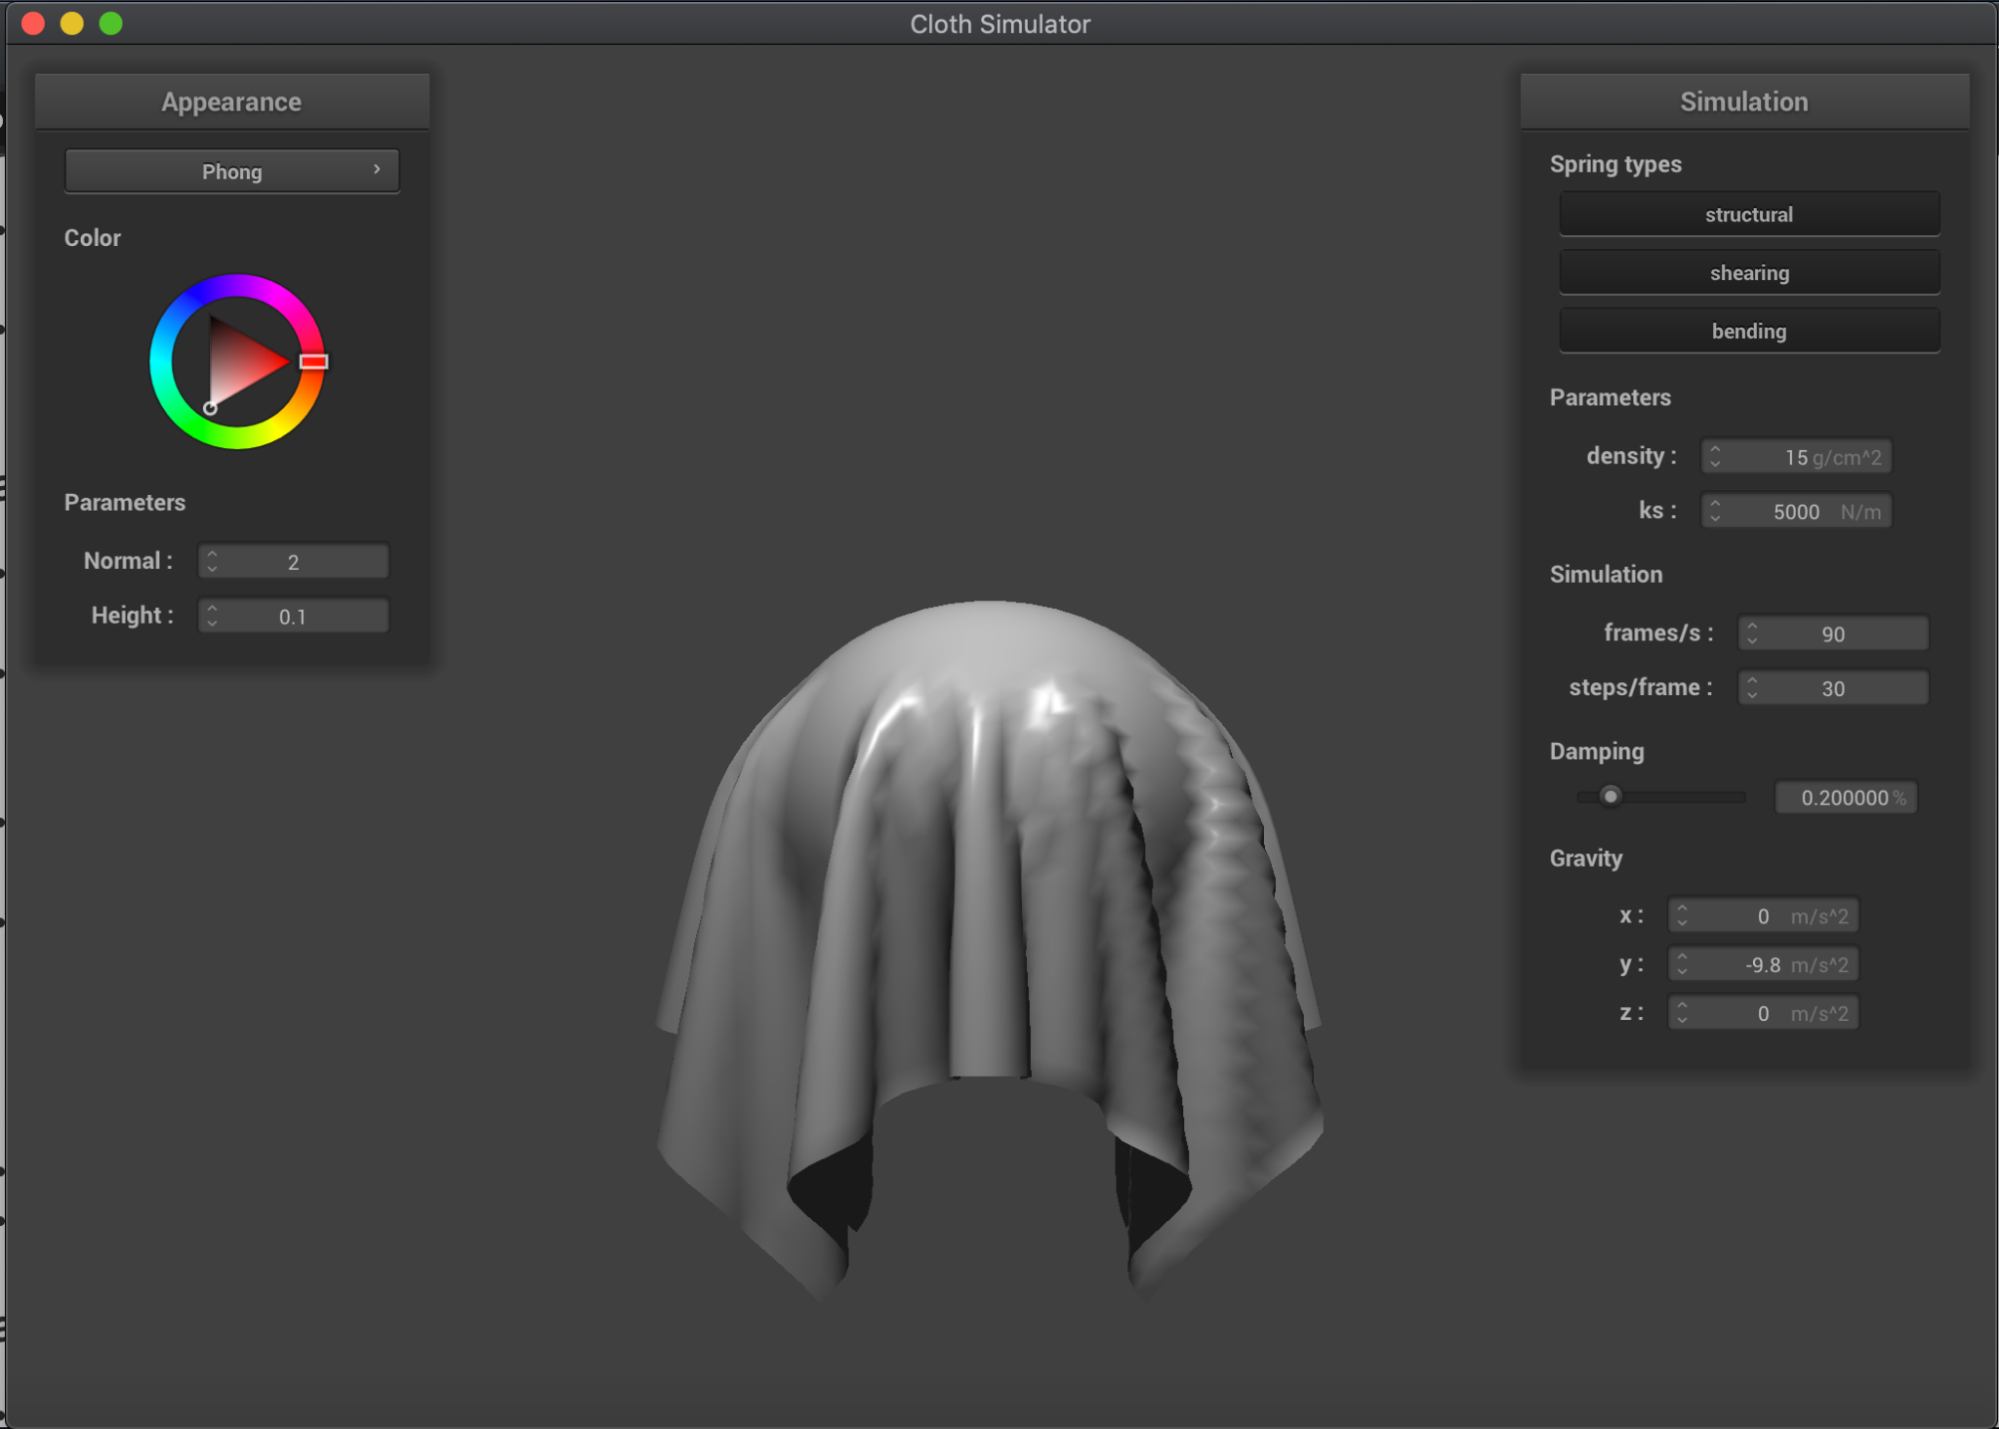 Cloth Simulator
Appearance
Phong
Color
Parameters
Normal : 2
Height : 0.1
Simulation
Spring types
structural
shearing
bending
Parameters
density : 15 g/cm^2
ks : 5000 N/m
Simulation
frames/s : 90
steps/frame : 30
Damping
0.200000 %
Gravity
x : 0 m/s^2
y : -9.8 m/s^2
z : 0 m/s^2